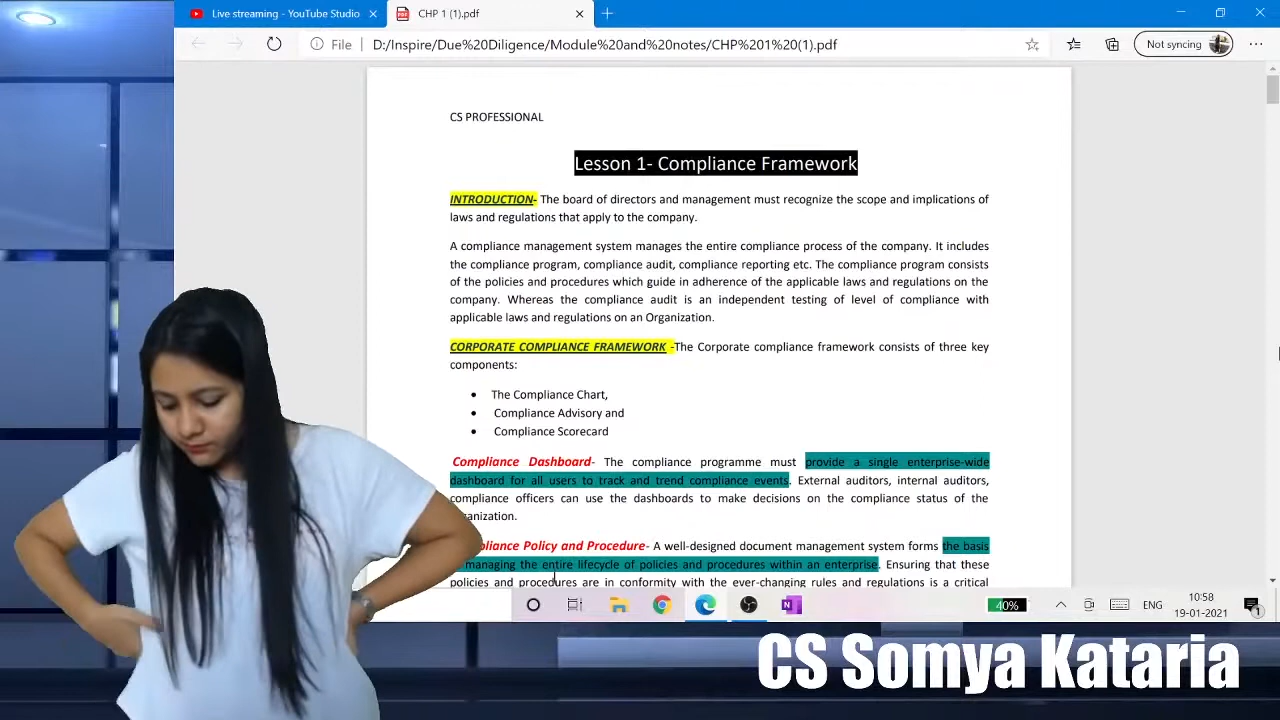 Live streaming - YouTube Studio
CHP 1 (1).pdf
File
D:/Inspire/Due%20Diligence/Module%20and%20notes/CHP%201%20(1).pdf
Not syncing
CS PROFESSIONAL
Lesson 1- Compliance Framework
INTRODUCTION- The board of directors and management must recognize the scope and implications of
laws and regulations that apply to the company.
A compliance management system manages the entire compliance process of the company. It includes
the compliance program, compliance audit, compliance reporting etc. The compliance program consists
of the policies and procedures which guide in adherence of the applicable laws and regulations on the
company. Whereas the compliance audit is an independent testing of level of compliance with
applicable laws and regulations on an Organization.
CORPORATE COMPLIANCE FRAMEWORK -The Corporate compliance framework consists of three key
components:
• The Compliance Chart,
• Compliance Advisory and
• Compliance Scorecard
Compliance Dashboard- The compliance programme must provide a single enterprise-wide
dashboard for all users to track and trend compliance events. External auditors, internal auditors,
compliance officers can use the dashboards to make decisions on the compliance status of the
Policy and Procedure- A well-designed document management system forms the basis
managing the entire lifecycle of policies and procedures within an enterprise. Ensuring that these
policies and procedures are in conformity with the ever-changing rules and regulations is a critical
40%
ENG
10:58
19-01-2021
1
CS Somya Kataria